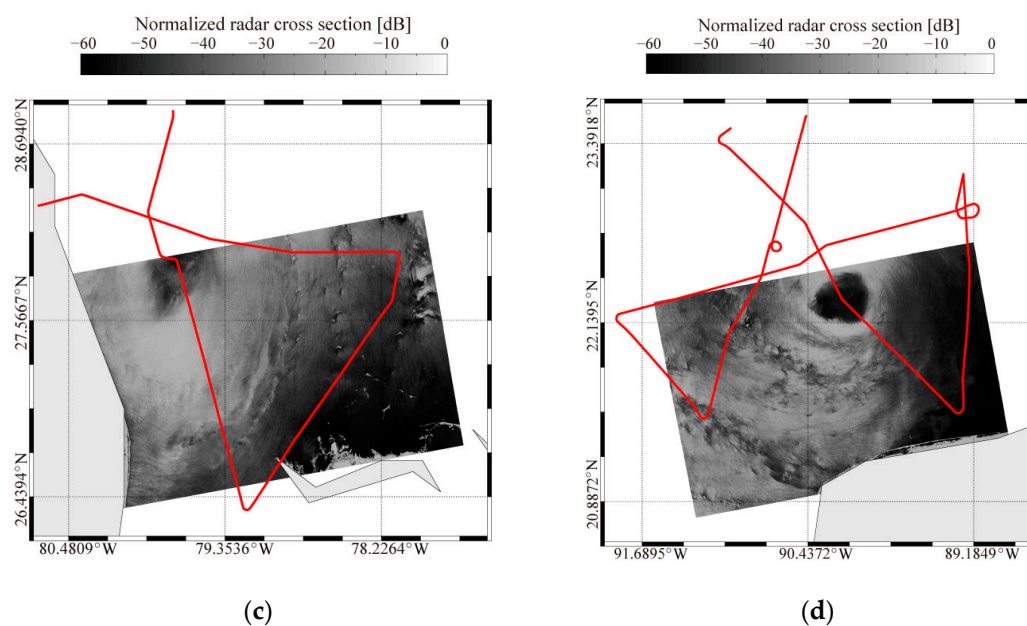 Normalized radar cross section [dB]
−60 −50 −40 −30 −20 −10 0
28.6940°N
27.5667°N
26.4394°N
80.4809°W 79.3536°W 78.2264°W
(c)
Normalized radar cross section [dB]
−60 −50 −40 −30 −20 −10 0
23.3918°N
22.1395°N
20.8872°N
91.6895°W 90.4372°W 89.1849°W
(d)